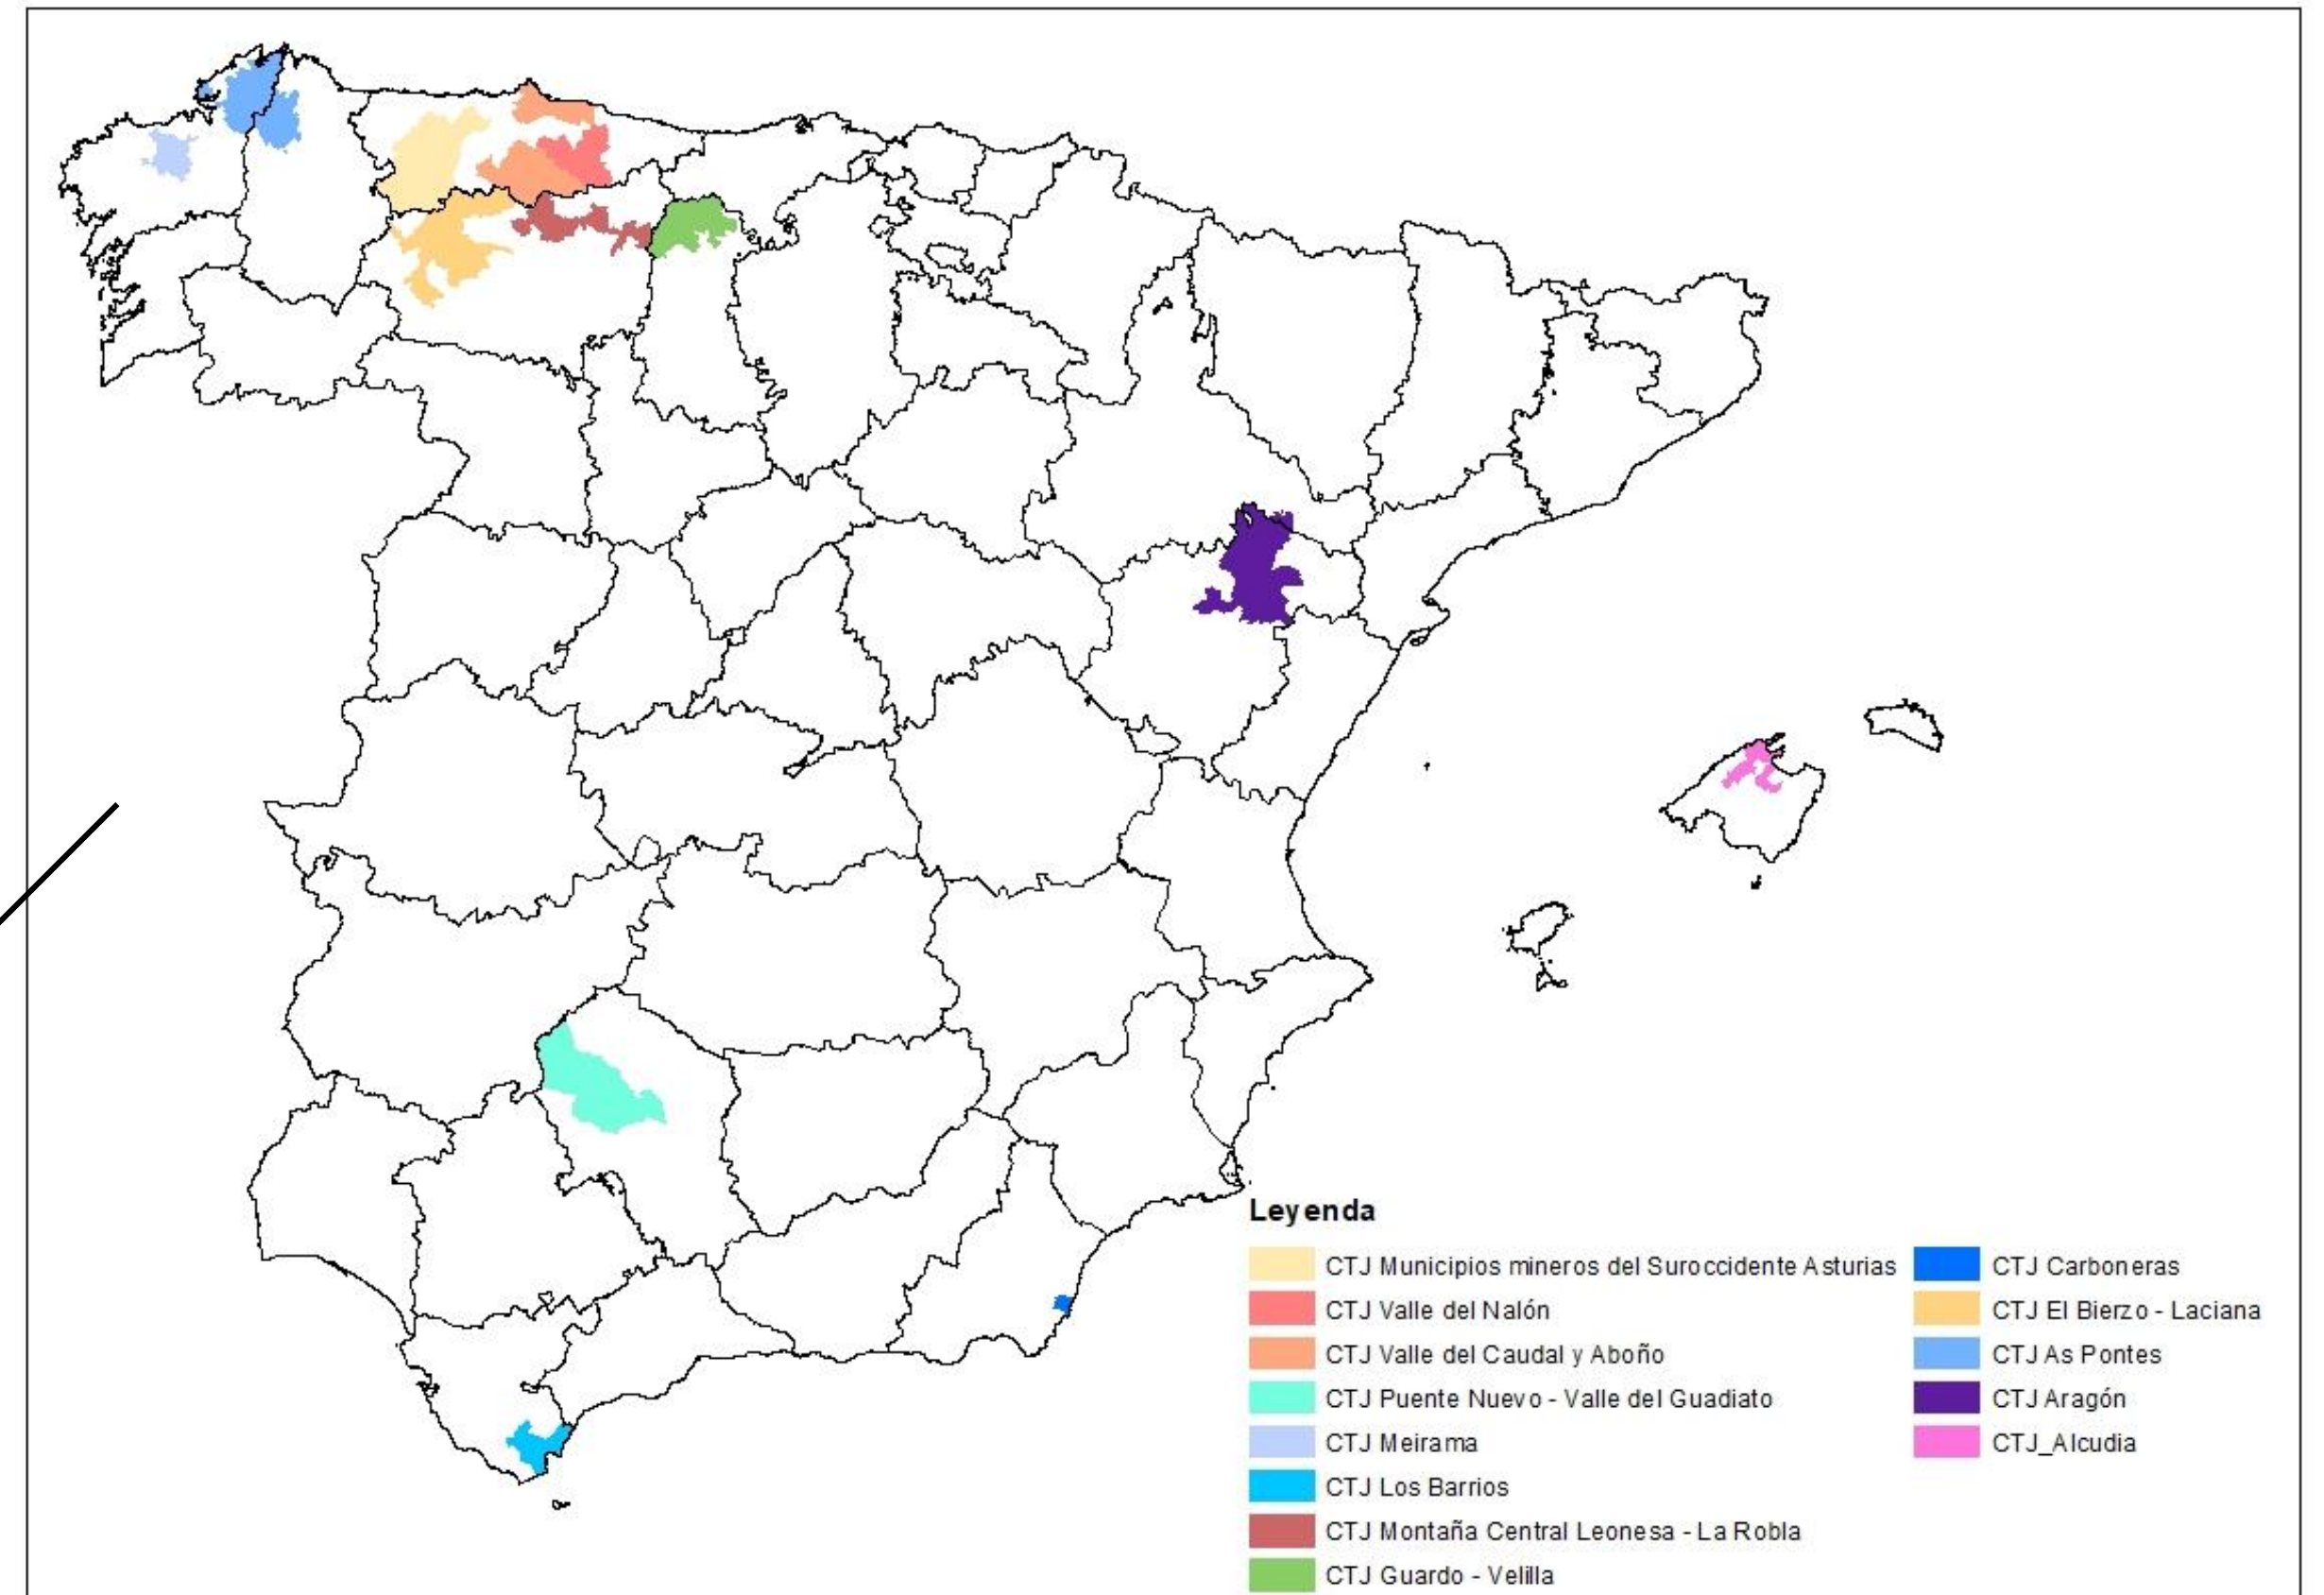 Leyenda
CTJ Municipios mineros del Suroccidente Asturias
CTJ Valle del Nalón
CTJ Valle del Caudal y Aboño
CTJ Puente Nuevo - Valle del Guadiato
CTJ Meirama
CTJ Los Barrios
CTJ Montaña Central Leonesa - La Robla
CTJ Guardo - Velilla
CTJ Carboneras
CTJ El Bierzo - Laciana
CTJ As Pontes
CTJ Aragón
CTJ_Alcudia